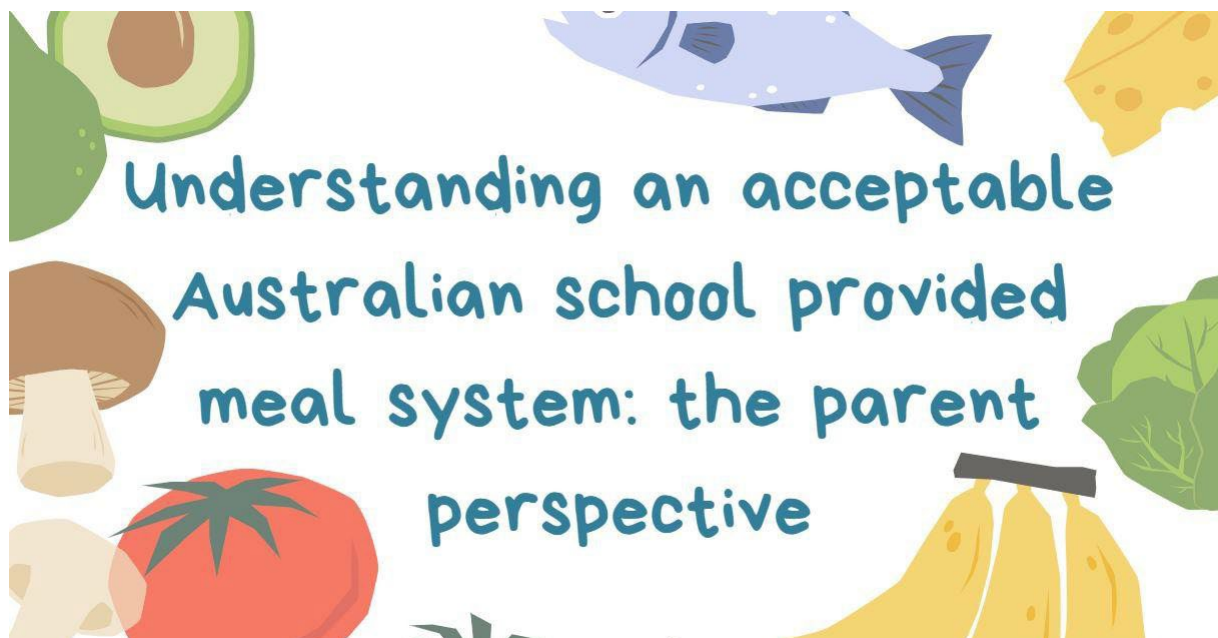 Understanding an acceptable
Australian school provided
meal system: the parent
perspective